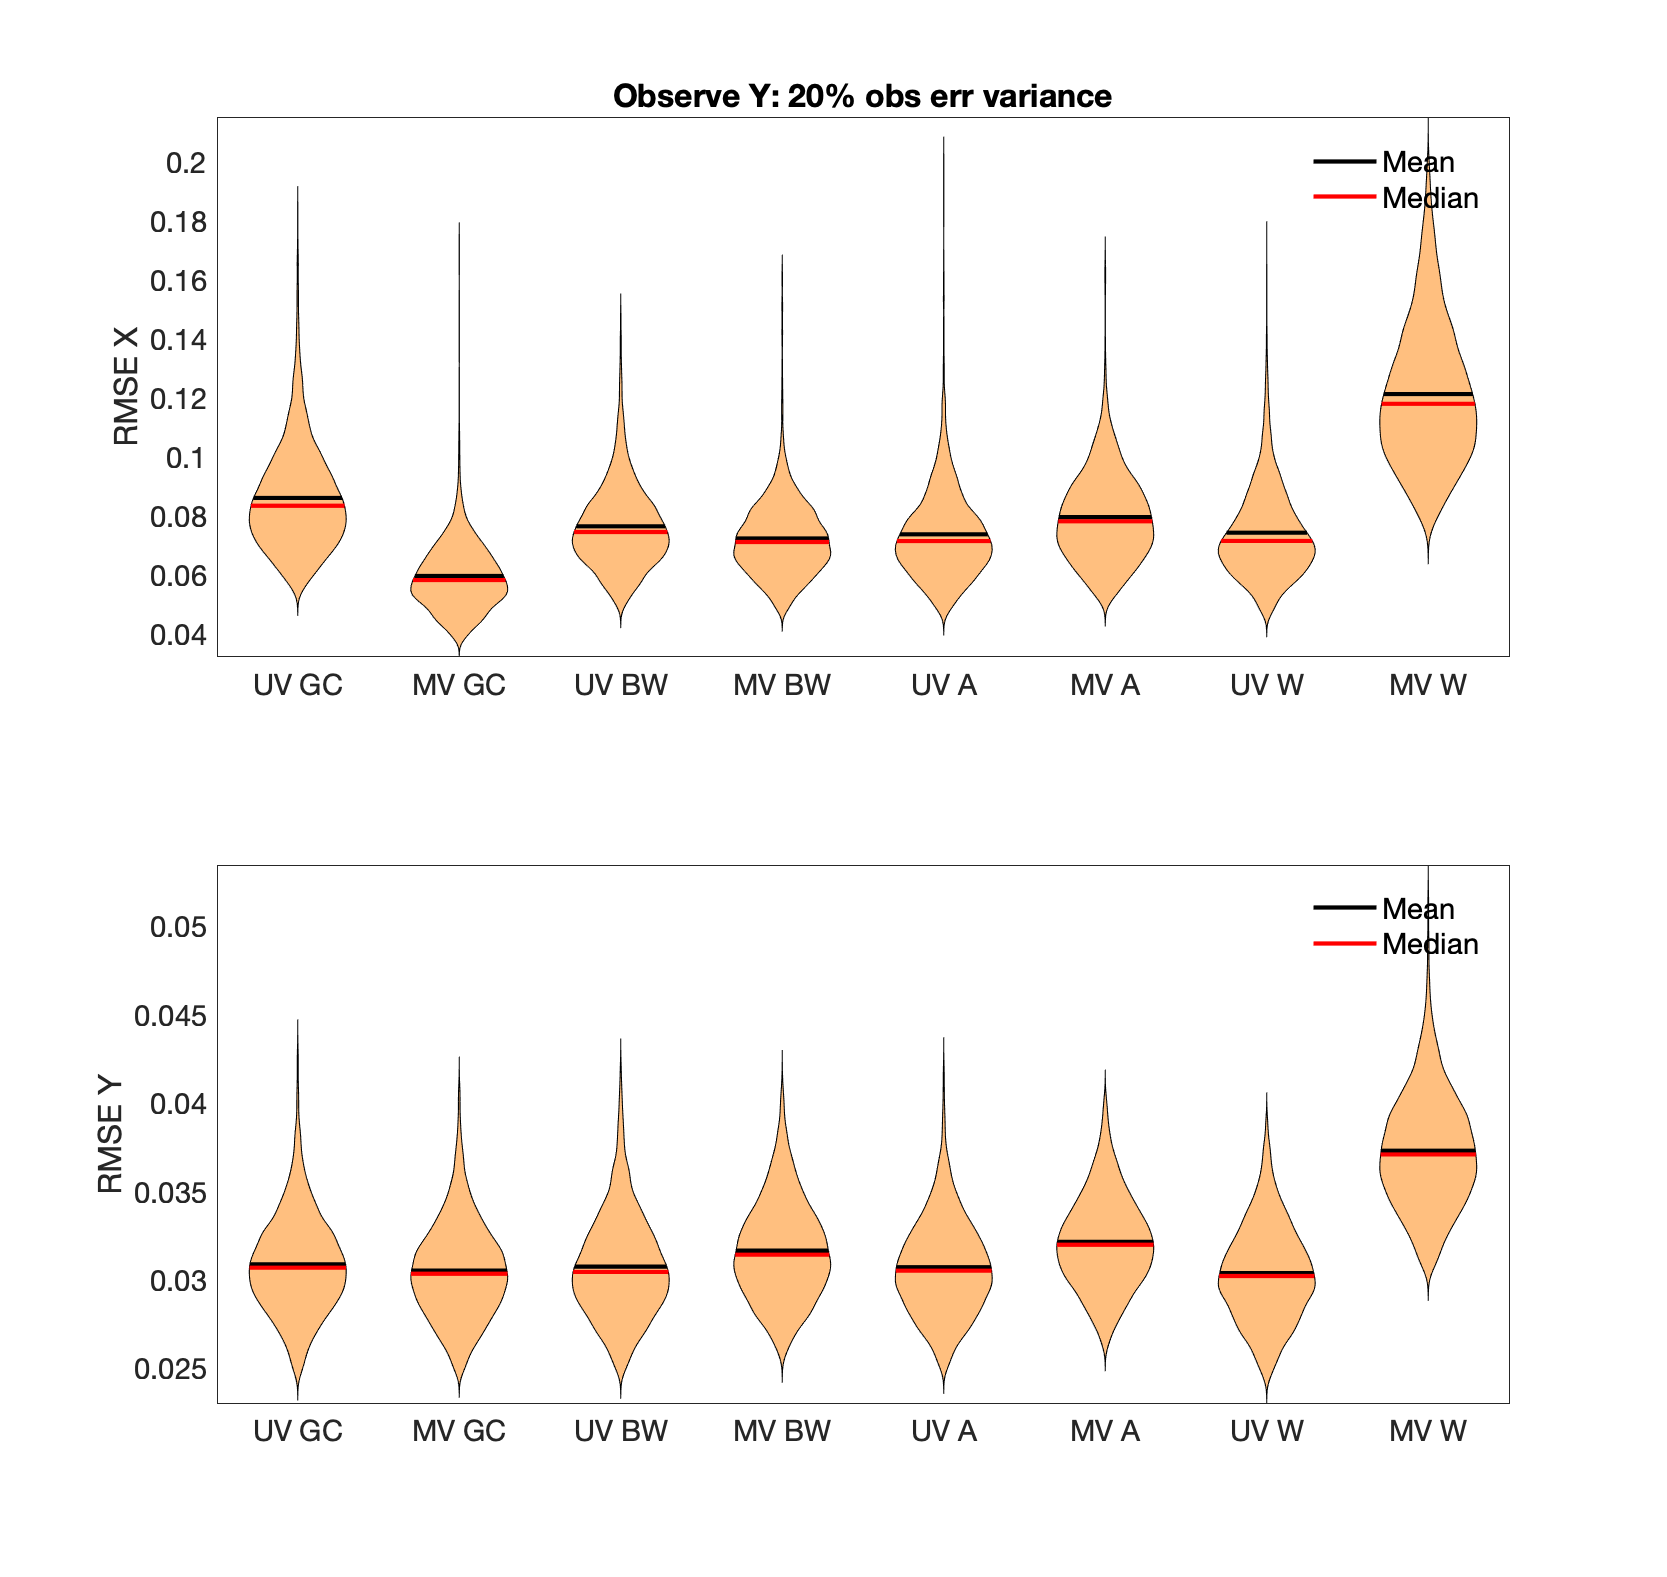 Observe Y: 20% obs err variance
RMSE X
0.2
0.18
0.16
0.14
0.12
0.1
0.08
0.06
0.04
Mean
Median
UV GC MV GC UV BW MV BW UV A MV A UV W MV W
RMSE Y
0.05
0.045
0.04
0.035
0.03
0.025
Mean
Median
UV GC MV GC UV BW MV BW UV A MV A UV W MV W